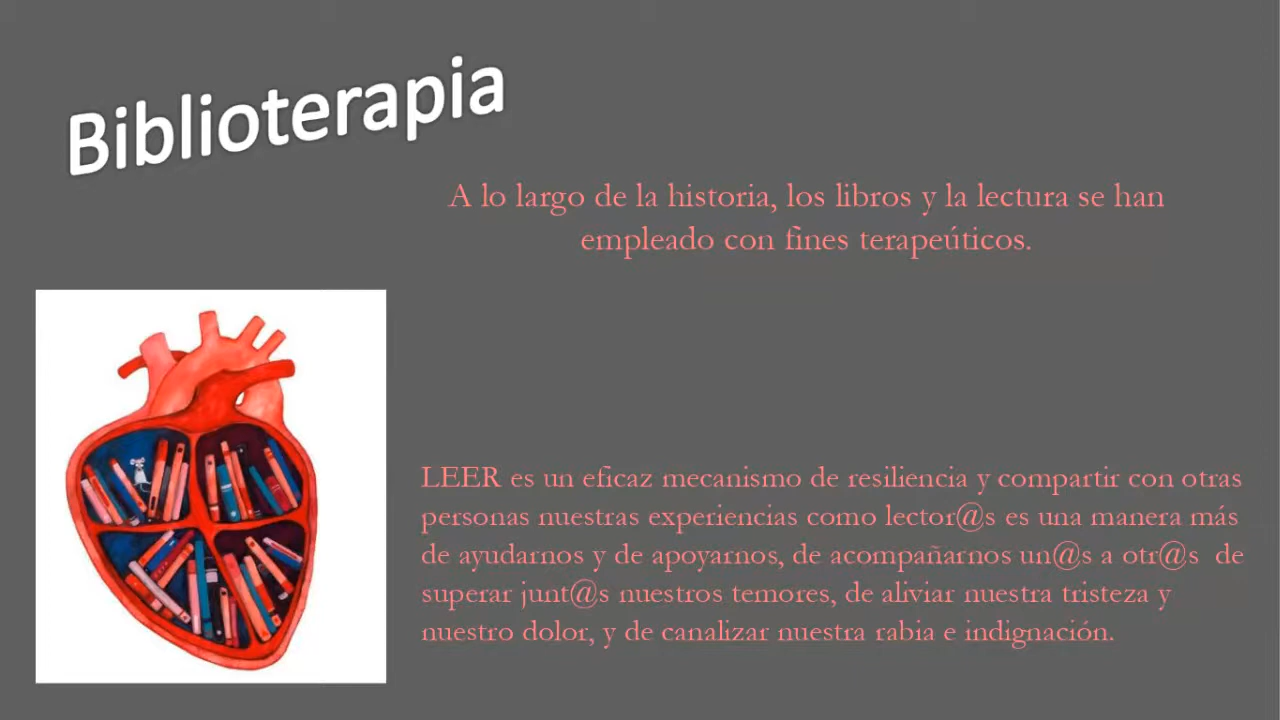 Biblioterapia
A lo largo de la historia, los libros y la lectura se han
empleado con fines terapeúticos.
LEER es un eficaz mecanismo de resiliencia y compartir con otras
personas nuestras experiencias como lector@s es una manera más
de ayudarnos y de apoyarnos, de acompañarnos un@s a otr@s de
superar junt@s nuestros temores, de aliviar nuestra tristeza y
nuestro dolor, y de canalizar nuestra rabia e indignación.